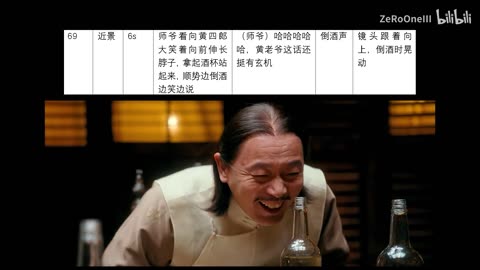 ZeRoOneIII bilibili
69 近景 6s 师爷看向黄四郎 (师爷)哈哈哈哈 倒酒声 镜头跟着向
大笑着向前伸长 哈，黄老爷这话还 上，倒酒时晃
脖子，拿起酒杯站 挺有玄机 动
起来，顺势边倒酒
边笑边说